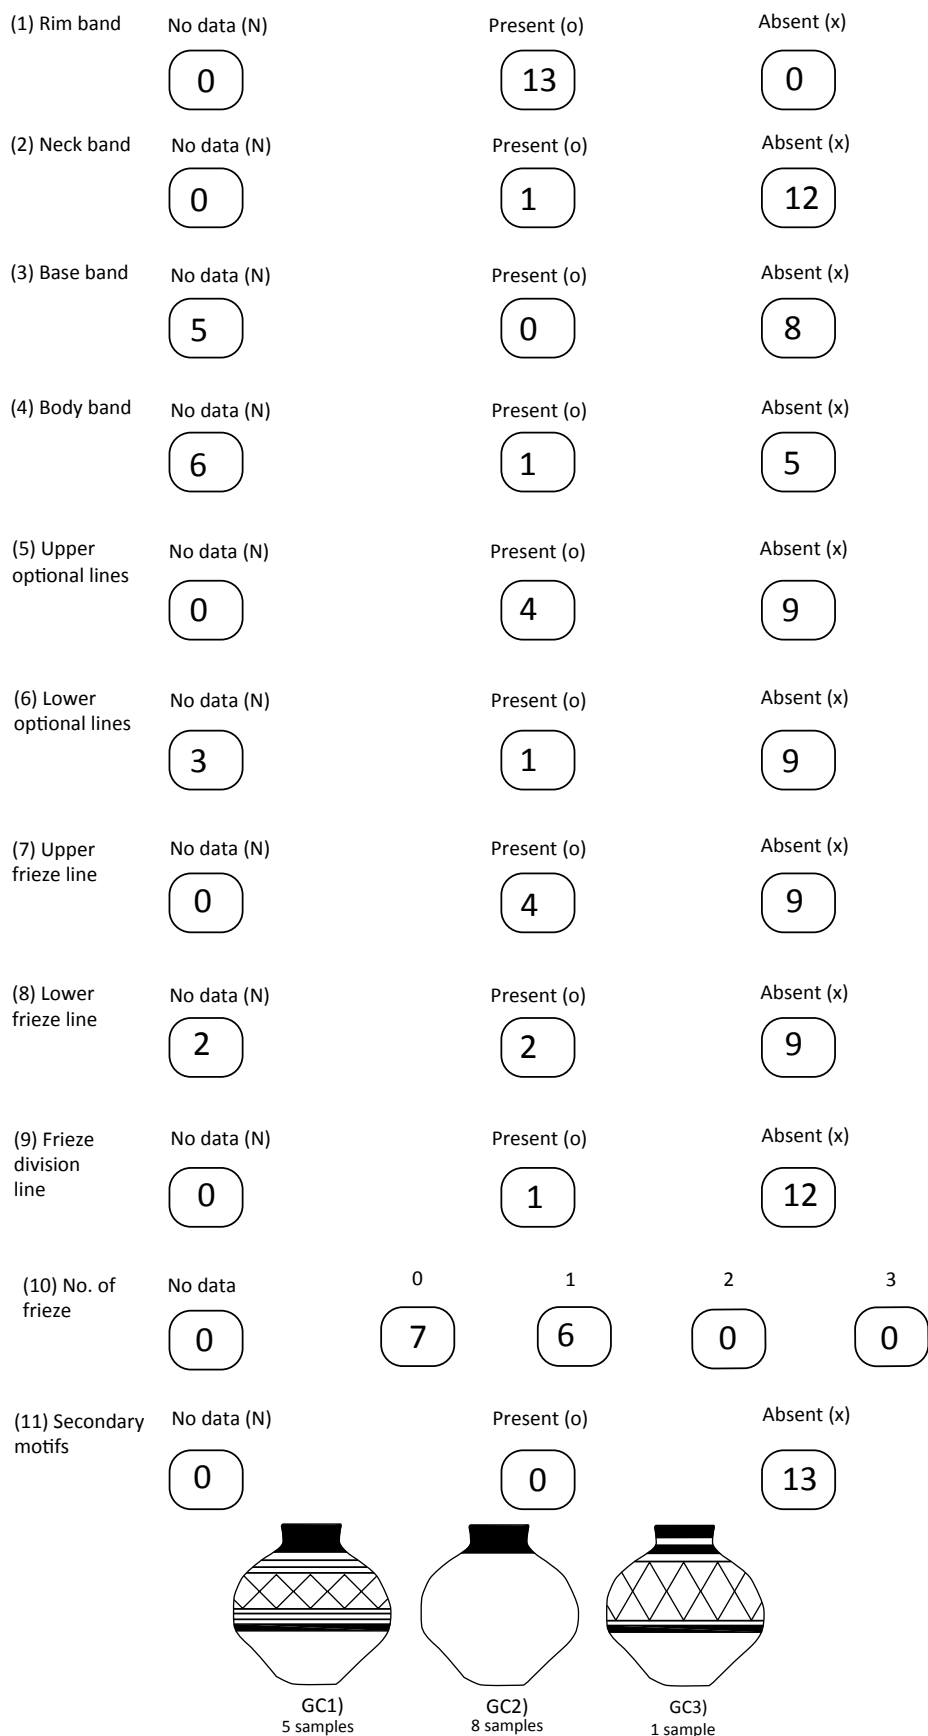 (1) Rim band No data (N) Present (o) Absent (x)
0 13 0
(2) Neck band No data (N) Present (o) Absent (x)
0 1 12
(3) Base band No data (N) Present (o) Absent (x)
5 0 8
(4) Body band No data (N) Present (o) Absent (x)
6 1 5
(5) Upper No data (N) Present (o) Absent (x)
optional lines
0 4 9
(6) Lower No data (N) Present (o) Absent (x)
optional lines
3 1 9
(7) Upper No data (N) Present (o) Absent (x)
frieze line
0 4 9
(8) Lower No data (N) Present (o) Absent (x)
frieze line
2 2 9
(9) Frieze No data (N) Present (o) Absent (x)
division
line
0 1 12
(10) No. of No data 0 1 2 3
frieze
0 7 6 0 0
(11) Secondary No data (N) Present (o) Absent (x)
motifs
0 0 13
GC1) GC2) GC3)
5 samples 8 samples 1 sample